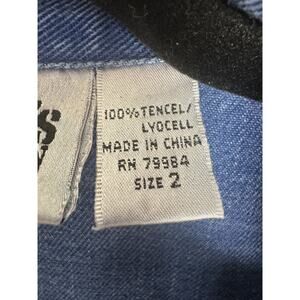 100% TENCEL/
LYOCELL
MADE IN CHINA
RN 79984
SIZE 2